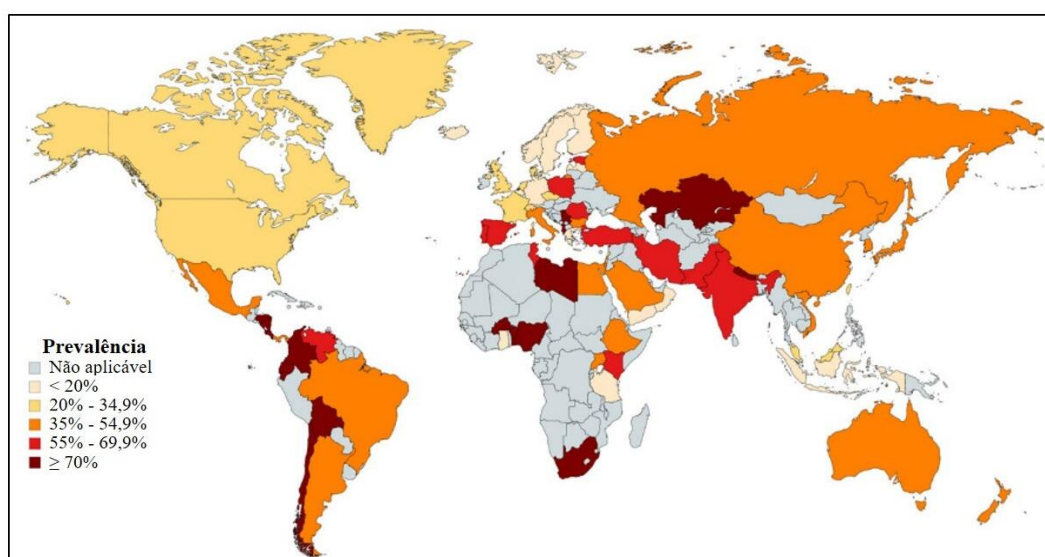 Prevalência
Não aplicável
< 20%
20% - 34,9%
35% - 54,9%
55% - 69,9%
≥ 70%